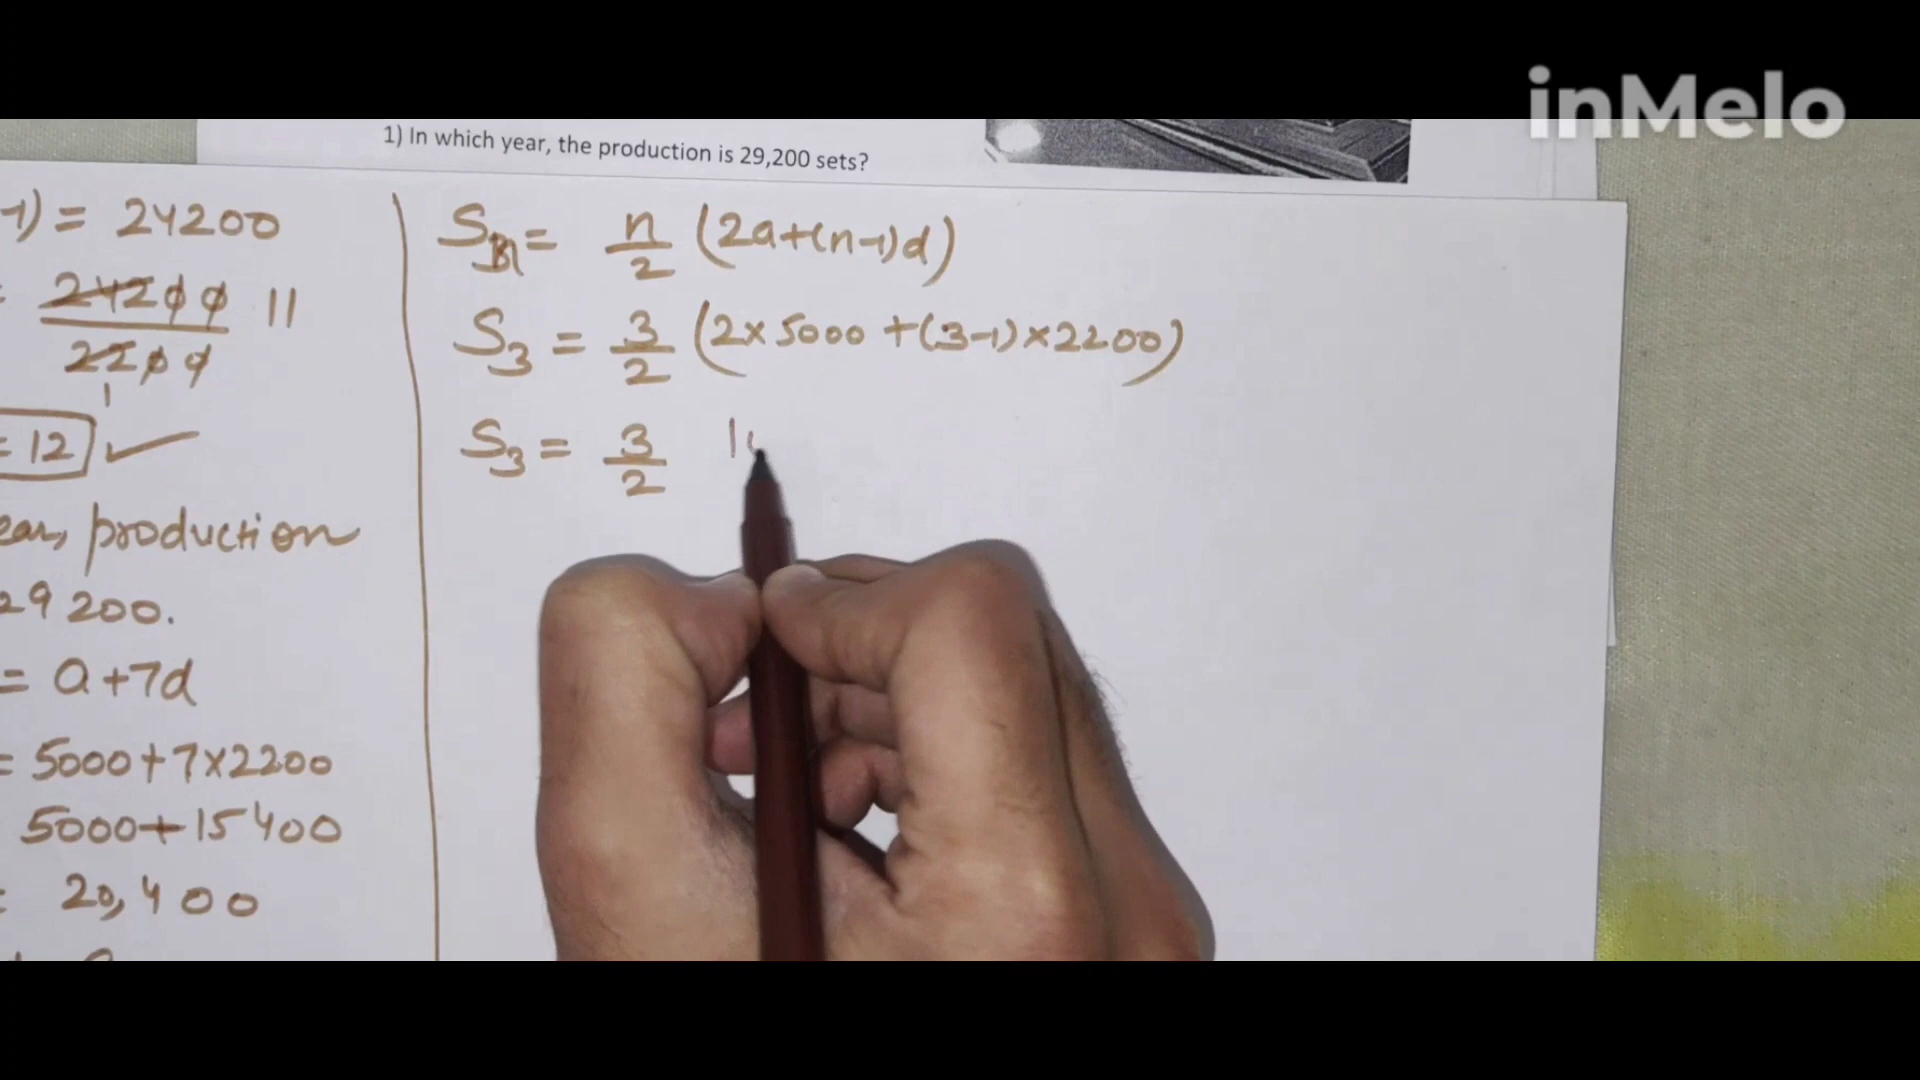 inMelo
1) In which year, the production is 29,200 sets?
-1) = 24200
= 24200 11
2200
1
= 12
ear, production
29200.
= a+7d
= 5000+7×2200
5000+15400
= 20,400
Sn = n/2 (2a+(n-1)d)
S3 = 3/2 (2×5000+(3-1)×2200)
S3 = 3/2